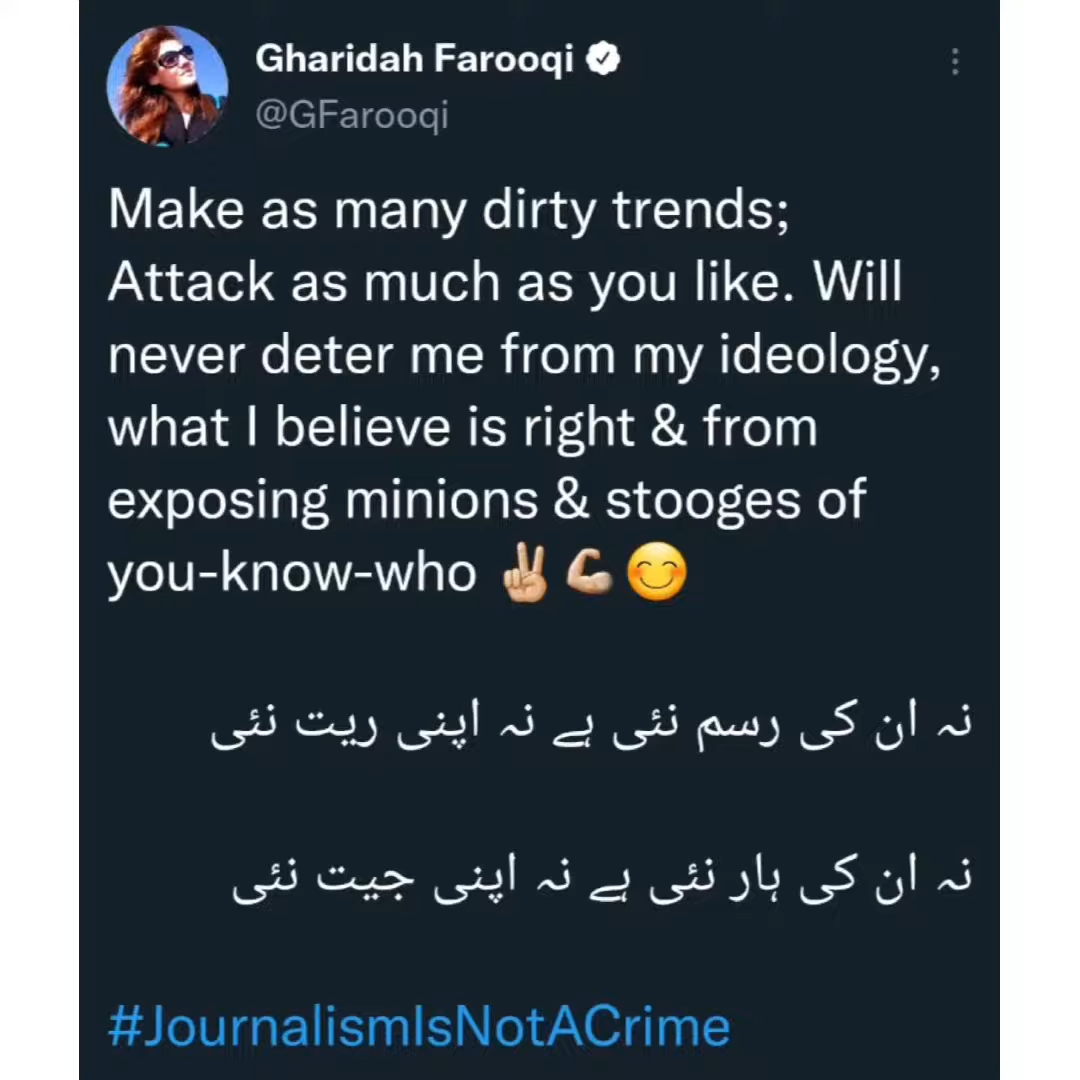 Gharidah Farooqi
@GFarooqi
Make as many dirty trends;
Attack as much as you like. Will
never deter me from my ideology,
what I believe is right & from
exposing minions & stooges of
you-know-who ✌🏼💪🏼😊
نہ ان کی رسم نئی ہے نہ اپنی ریت نئی
نہ ان کی ہار نئی ہے نہ اپنی جیت نئی
#JournalismIsNotACrime